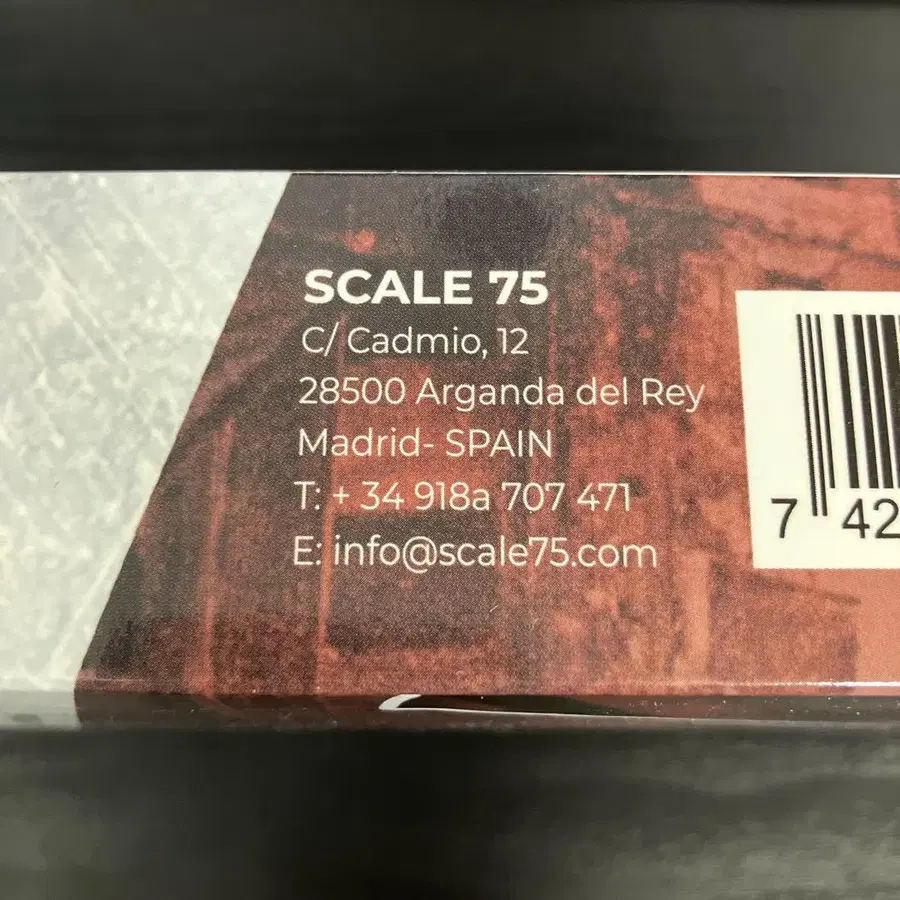 SCALE 75
C/ Cadmio, 12
28500 Arganda del Rey
Madrid- SPAIN
T: + 34 918a 707 471
E: info@scale75.com
7 42